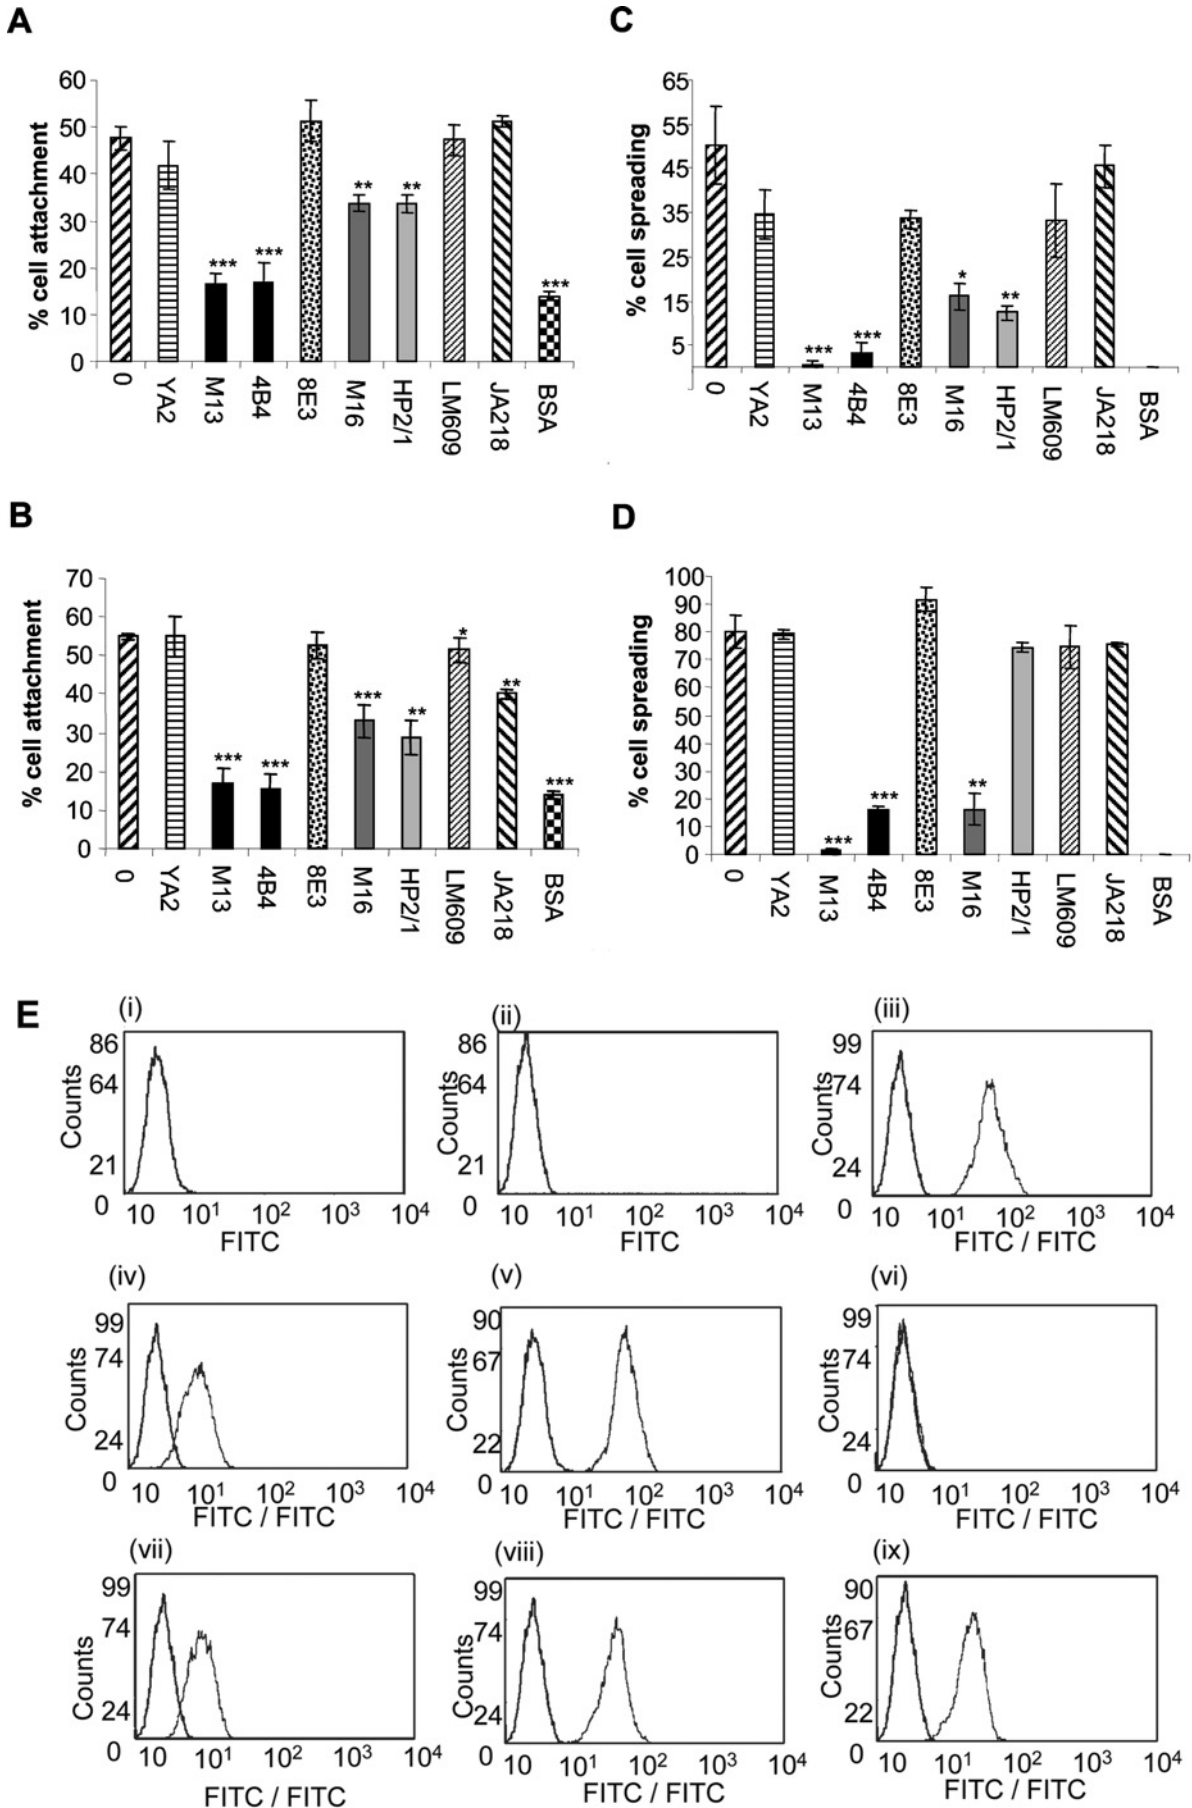 A
% cell attachment
60
50
40
30
20
10
0
***
***
**
**
***
0
YA2
M13
4B4
8E3
M16
HP2/1
LM609
JA218
BSA
C
% cell spreading
65
55
45
35
25
15
5
***
***
*
**
0
YA2
M13
4B4
8E3
M16
HP2/1
LM609
JA218
BSA
B
% cell attachment
70
60
50
40
30
20
10
0
***
***
***
**
*
**
***
0
YA2
M13
4B4
8E3
M16
HP2/1
LM609
JA218
BSA
D
% cell spreading
100
90
80
70
60
50
40
30
20
10
0
***
***
**
0
YA2
M13
4B4
8E3
M16
HP2/1
LM609
JA218
BSA
E
(i)
Counts
86
64
21
0
10 10¹ 10² 10³ 10⁴
FITC
(ii)
Counts
86
64
21
0
10 10¹ 10² 10³ 10⁴
FITC
(iii)
Counts
99
74
24
0
10 10¹ 10² 10³ 10⁴
FITC / FITC
(iv)
Counts
99
74
24
0
10 10¹ 10² 10³ 10⁴
FITC / FITC
(v)
Counts
90
67
22
0
10 10¹ 10² 10³ 10⁴
FITC / FITC
(vi)
Counts
99
74
24
0
10 10¹ 10² 10³ 10⁴
FITC / FITC
(vii)
Counts
99
74
24
0
10 10¹ 10² 10³ 10⁴
FITC / FITC
(viii)
Counts
99
74
24
0
10 10¹ 10² 10³ 10⁴
FITC / FITC
(ix)
Counts
90
67
22
0
10 10¹ 10² 10³ 10⁴
FITC / FITC